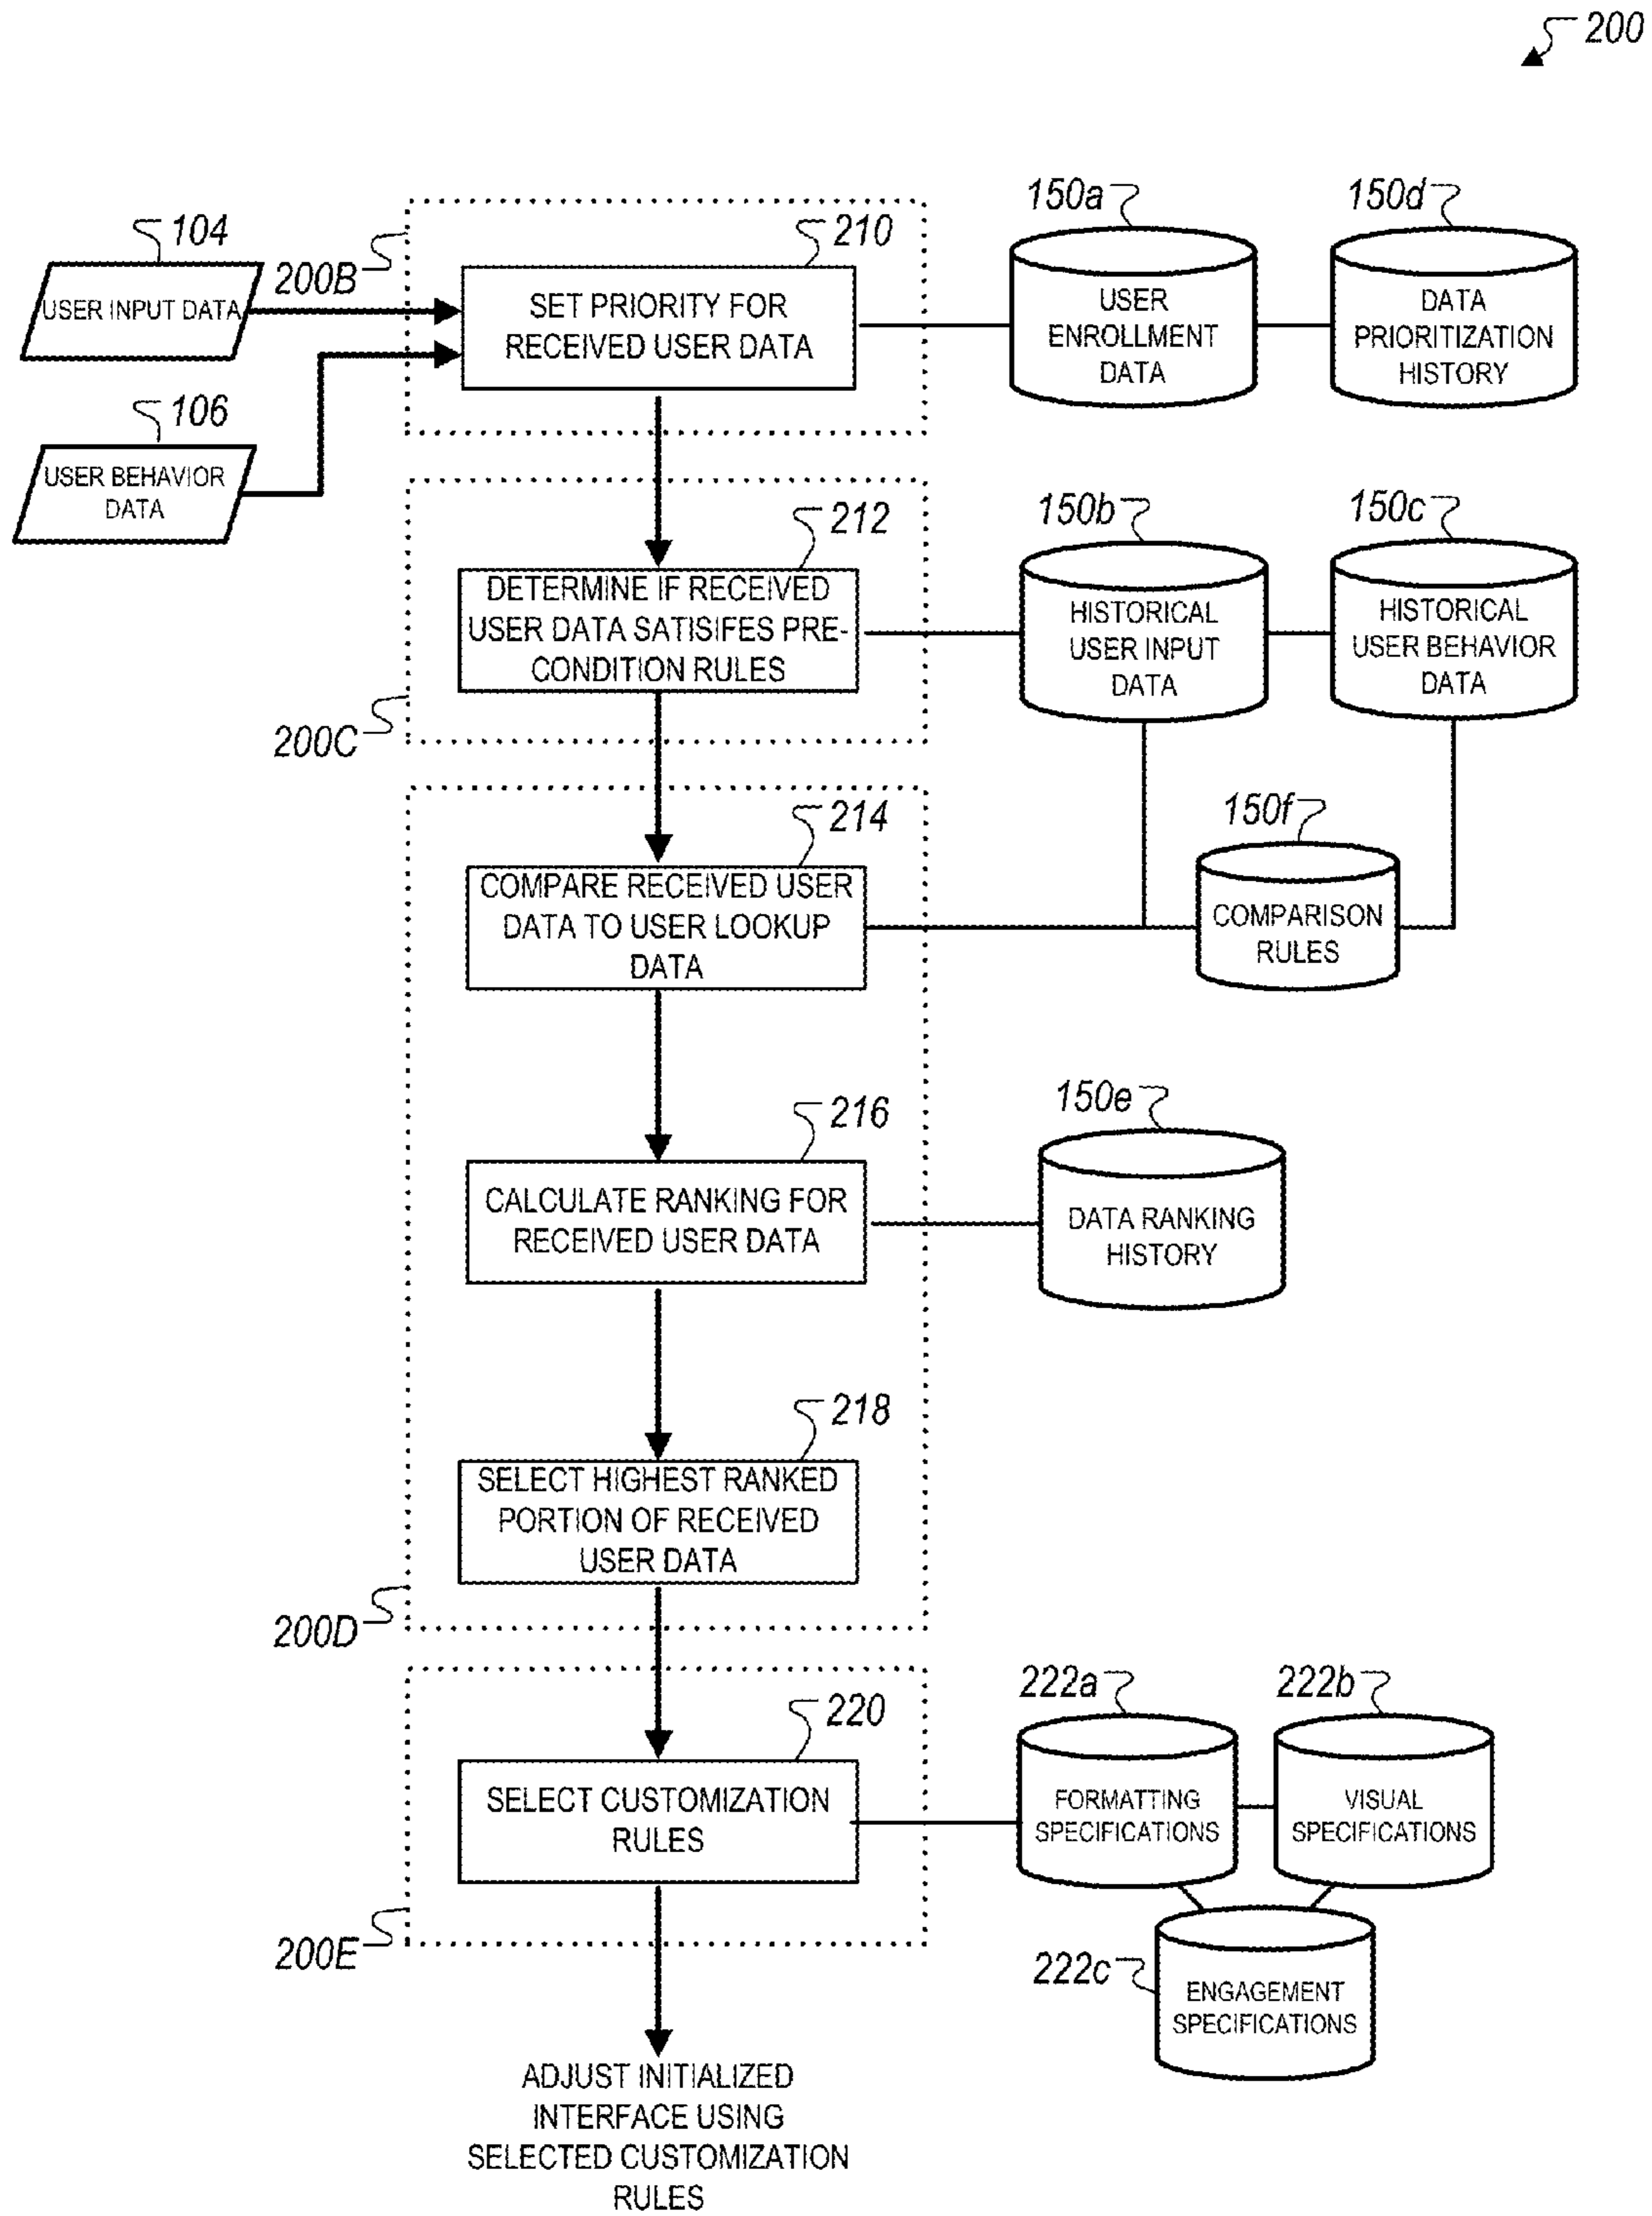 200
150a
150d
104
210
200B
USER INPUT DATA
SET PRIORITY FOR
RECEIVED USER DATA
USER
ENROLLMENT
DATA
DATA
PRIORITIZATION
HISTORY
106
USER BEHAVIOR
DATA
212
150b
150c
DETERMINE IF RECEIVED
USER DATA SATISIFES PRE-
CONDITION RULES
HISTORICAL
USER INPUT
DATA
HISTORICAL
USER BEHAVIOR
DATA
200C
214
150f
COMPARE RECEIVED USER
DATA TO USER LOOKUP
DATA
COMPARISON
RULES
216
150e
CALCULATE RANKING FOR
RECEIVED USER DATA
DATA RANKING
HISTORY
218
SELECT HIGHEST RANKED
PORTION OF RECEIVED
USER DATA
200D
220
222a
222b
SELECT CUSTOMIZATION
RULES
FORMATTING
SPECIFICATIONS
VISUAL
SPECIFICATIONS
200E
222c
ENGAGEMENT
SPECIFICATIONS
ADJUST INITIALIZED
INTERFACE USING
SELECTED CUSTOMIZATION
RULES